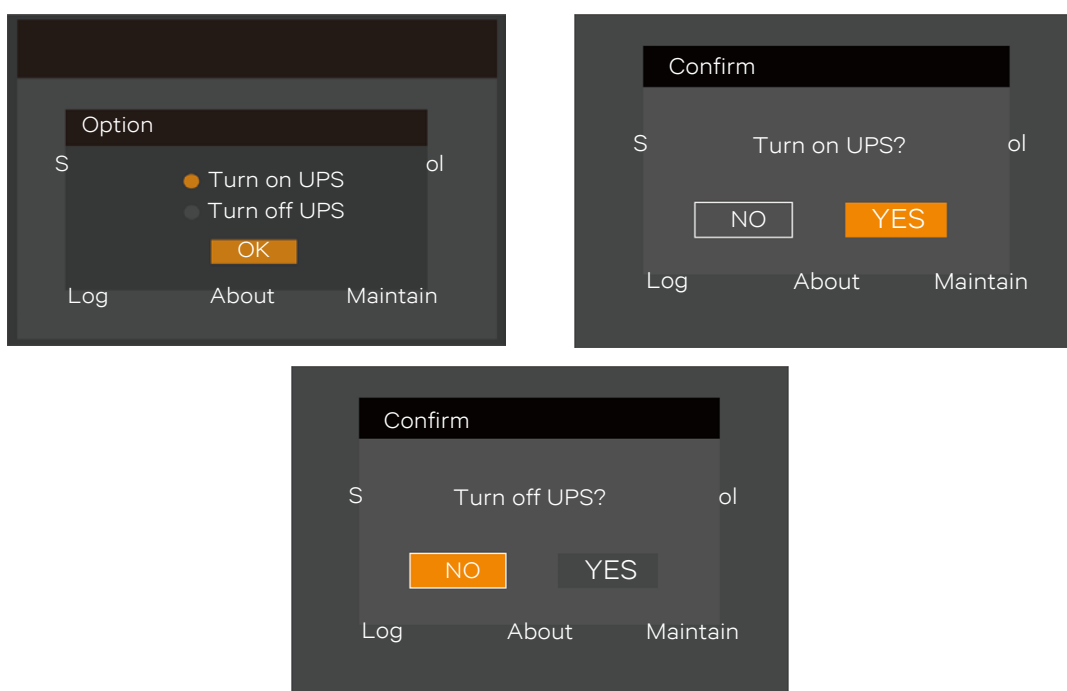 Option
S ol
Turn on UPS
Turn off UPS
OK
Log About Maintain
Confirm
S Turn on UPS? ol
NO YES
Log About Maintain
Confirm
S Turn off UPS? ol
NO YES
Log About Maintain